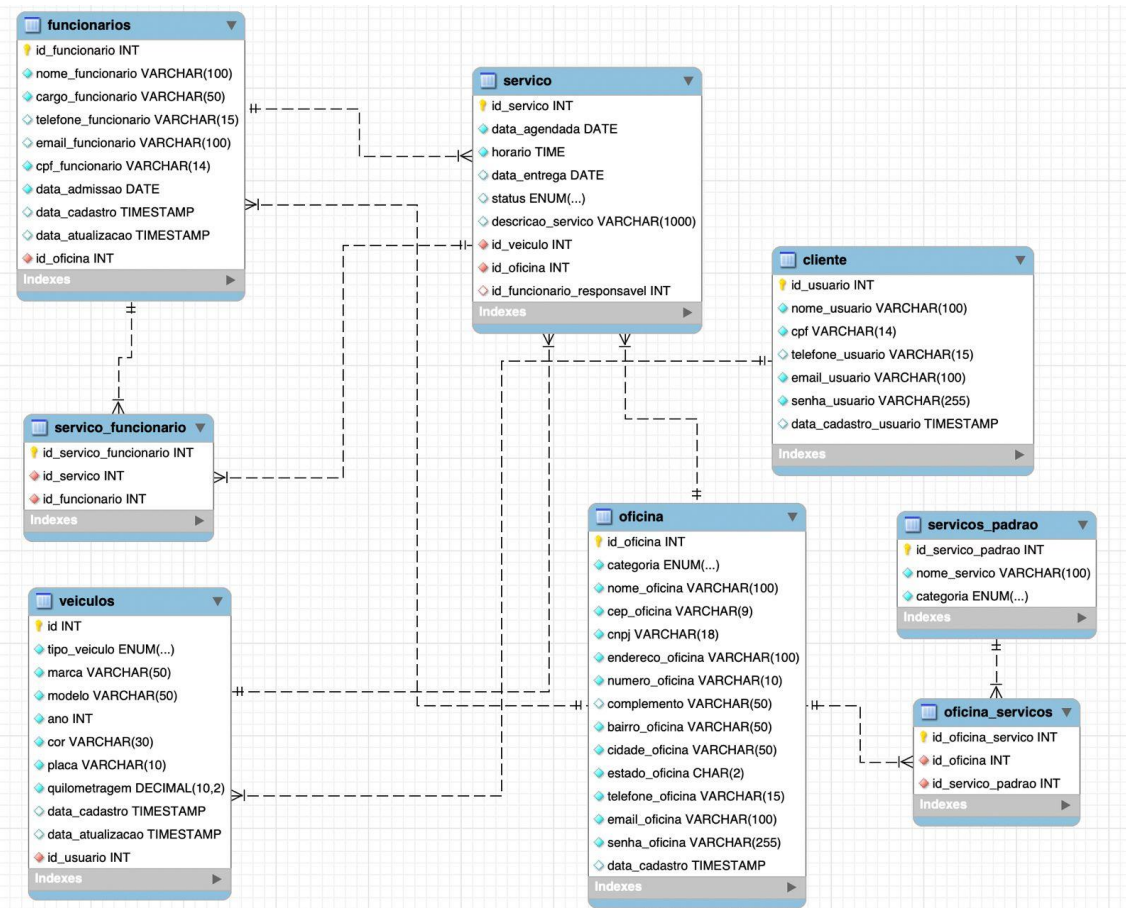 funcionarios
id_funcionario INT
nome_funcionario VARCHAR(100)
cargo_funcionario VARCHAR(50)
telefone_funcionario VARCHAR(15)
email_funcionario VARCHAR(100)
cpf_funcionario VARCHAR(14)
data_admissao DATE
data_cadastro TIMESTAMP
data_atualizacao TIMESTAMP
id_oficina INT
Indexes
servico
id_servico INT
data_agendada DATE
horario TIME
data_entrega DATE
status ENUM(...)
descricao_servico VARCHAR(1000)
id_veiculo INT
id_oficina INT
id_funcionario_responsavel INT
Indexes
cliente
id_usuario INT
nome_usuario VARCHAR(100)
cpf VARCHAR(14)
telefone_usuario VARCHAR(15)
email_usuario VARCHAR(100)
senha_usuario VARCHAR(255)
data_cadastro_usuario TIMESTAMP
Indexes
servico_funcionario
id_servico_funcionario INT
id_servico INT
id_funcionario INT
Indexes
oficina
id_oficina INT
categoria ENUM(...)
nome_oficina VARCHAR(100)
cep_oficina VARCHAR(9)
cnpj VARCHAR(18)
endereco_oficina VARCHAR(100)
numero_oficina VARCHAR(10)
complemento VARCHAR(50)
bairro_oficina VARCHAR(50)
cidade_oficina VARCHAR(50)
estado_oficina CHAR(2)
telefone_oficina VARCHAR(15)
email_oficina VARCHAR(100)
senha_oficina VARCHAR(255)
data_cadastro TIMESTAMP
Indexes
servicos_padrao
id_servico_padrao INT
nome_servico VARCHAR(100)
categoria ENUM(...)
Indexes
veiculos
id INT
tipo_veiculo ENUM(...)
marca VARCHAR(50)
modelo VARCHAR(50)
ano INT
cor VARCHAR(30)
placa VARCHAR(10)
quilometragem DECIMAL(10,2)
data_cadastro TIMESTAMP
data_atualizacao TIMESTAMP
id_usuario INT
Indexes
oficina_servicos
id_oficina_servico INT
id_oficina INT
id_servico_padrao INT
Indexes